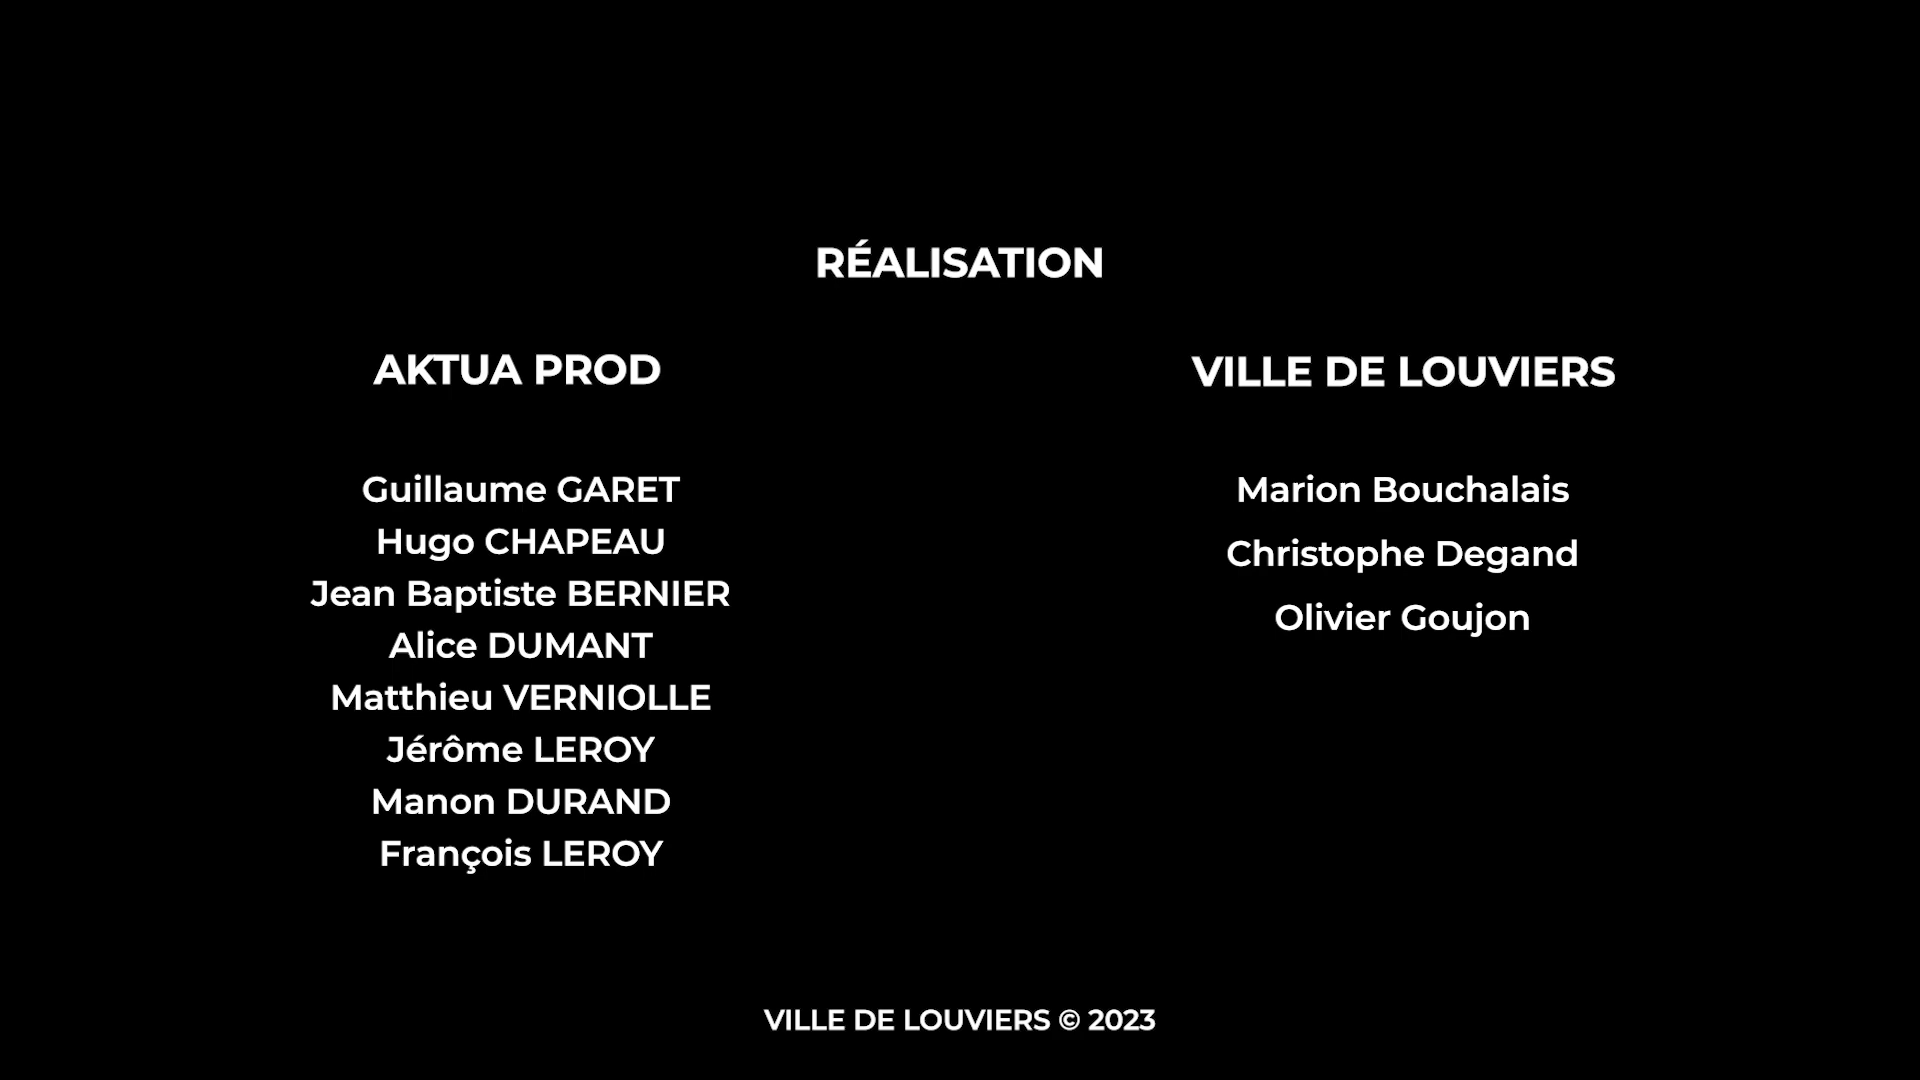 RÉALISATION
AKTUA PROD
Guillaume GARET
Hugo CHAPEAU
Jean Baptiste BERNIER
Alice DUMANT
Matthieu VERNIOLLE
Jérôme LEROY
Manon DURAND
François LEROY
VILLE DE LOUVIERS
Marion Bouchalais
Christophe Degand
Olivier Goujon
VILLE DE LOUVIERS © 2023